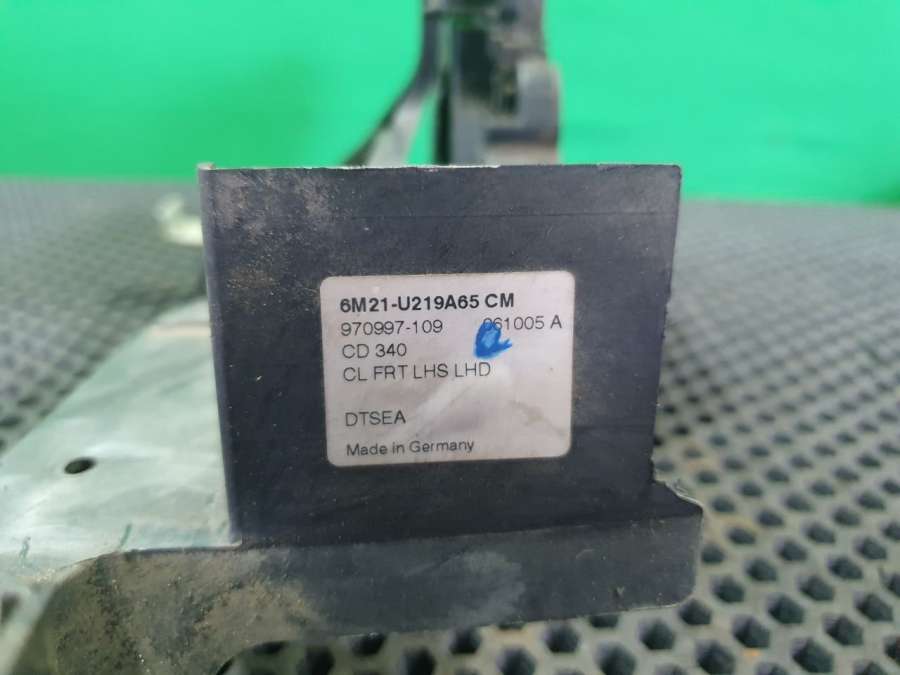 6M21-U219A65 CM
970997-109 061005 A
CD 340
CL FRT LHS LHD
DTSEA
Made in Germany